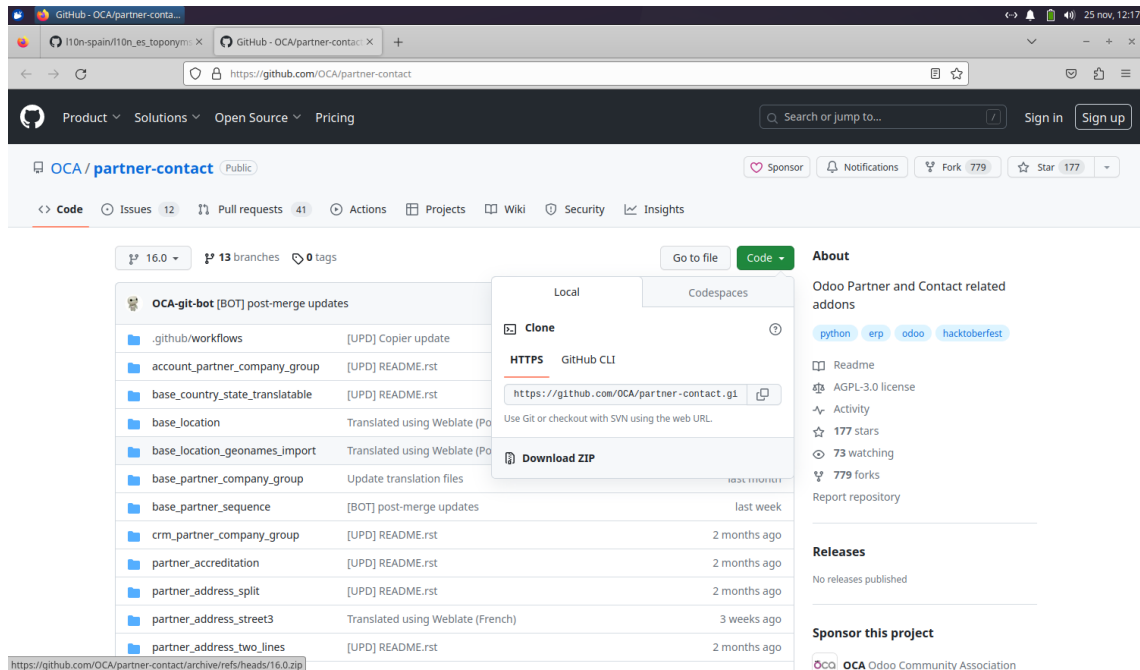 GitHub - OCA/partner-conta...
25 nov, 12:17
l10n-spain/l10n_es_toponym
GitHub - OCA/partner-contac
https://github.com/OCA/partner-contact
Product Solutions Open Source Pricing
Search or jump to... /
Sign in Sign up
OCA / partner-contact Public
Sponsor Notifications Fork 779 Star 177
Code Issues 12 Pull requests 41 Actions Projects Wiki Security Insights
16.0 13 branches 0 tags
Go to file Code
OCA-git-bot [BOT] post-merge updates
.github/workflows [UPD] Copier update
account_partner_company_group [UPD] README.rst
base_country_state_translatable [UPD] README.rst
base_location Translated using Weblate (Po
base_location_geonames_import Translated using Weblate (Po
base_partner_company_group Update translation files last month
base_partner_sequence [BOT] post-merge updates last week
crm_partner_company_group [UPD] README.rst 2 months ago
partner_accreditation [UPD] README.rst 2 months ago
partner_address_split [UPD] README.rst 2 months ago
partner_address_street3 Translated using Weblate (French) 3 weeks ago
partner_address_two_lines [UPD] README.rst 2 months ago
Local Codespaces
Clone
HTTPS GitHub CLI
https://github.com/OCA/partner-contact.gi
Use Git or checkout with SVN using the web URL.
Download ZIP
About
Odoo Partner and Contact related
addons
python erp odoo hacktoberfest
Readme
AGPL-3.0 license
Activity
177 stars
73 watching
779 forks
Report repository
Releases
No releases published
Sponsor this project
OCA OCA Odoo Community Association
https://github.com/OCA/partner-contact/archive/refs/heads/16.0.zip